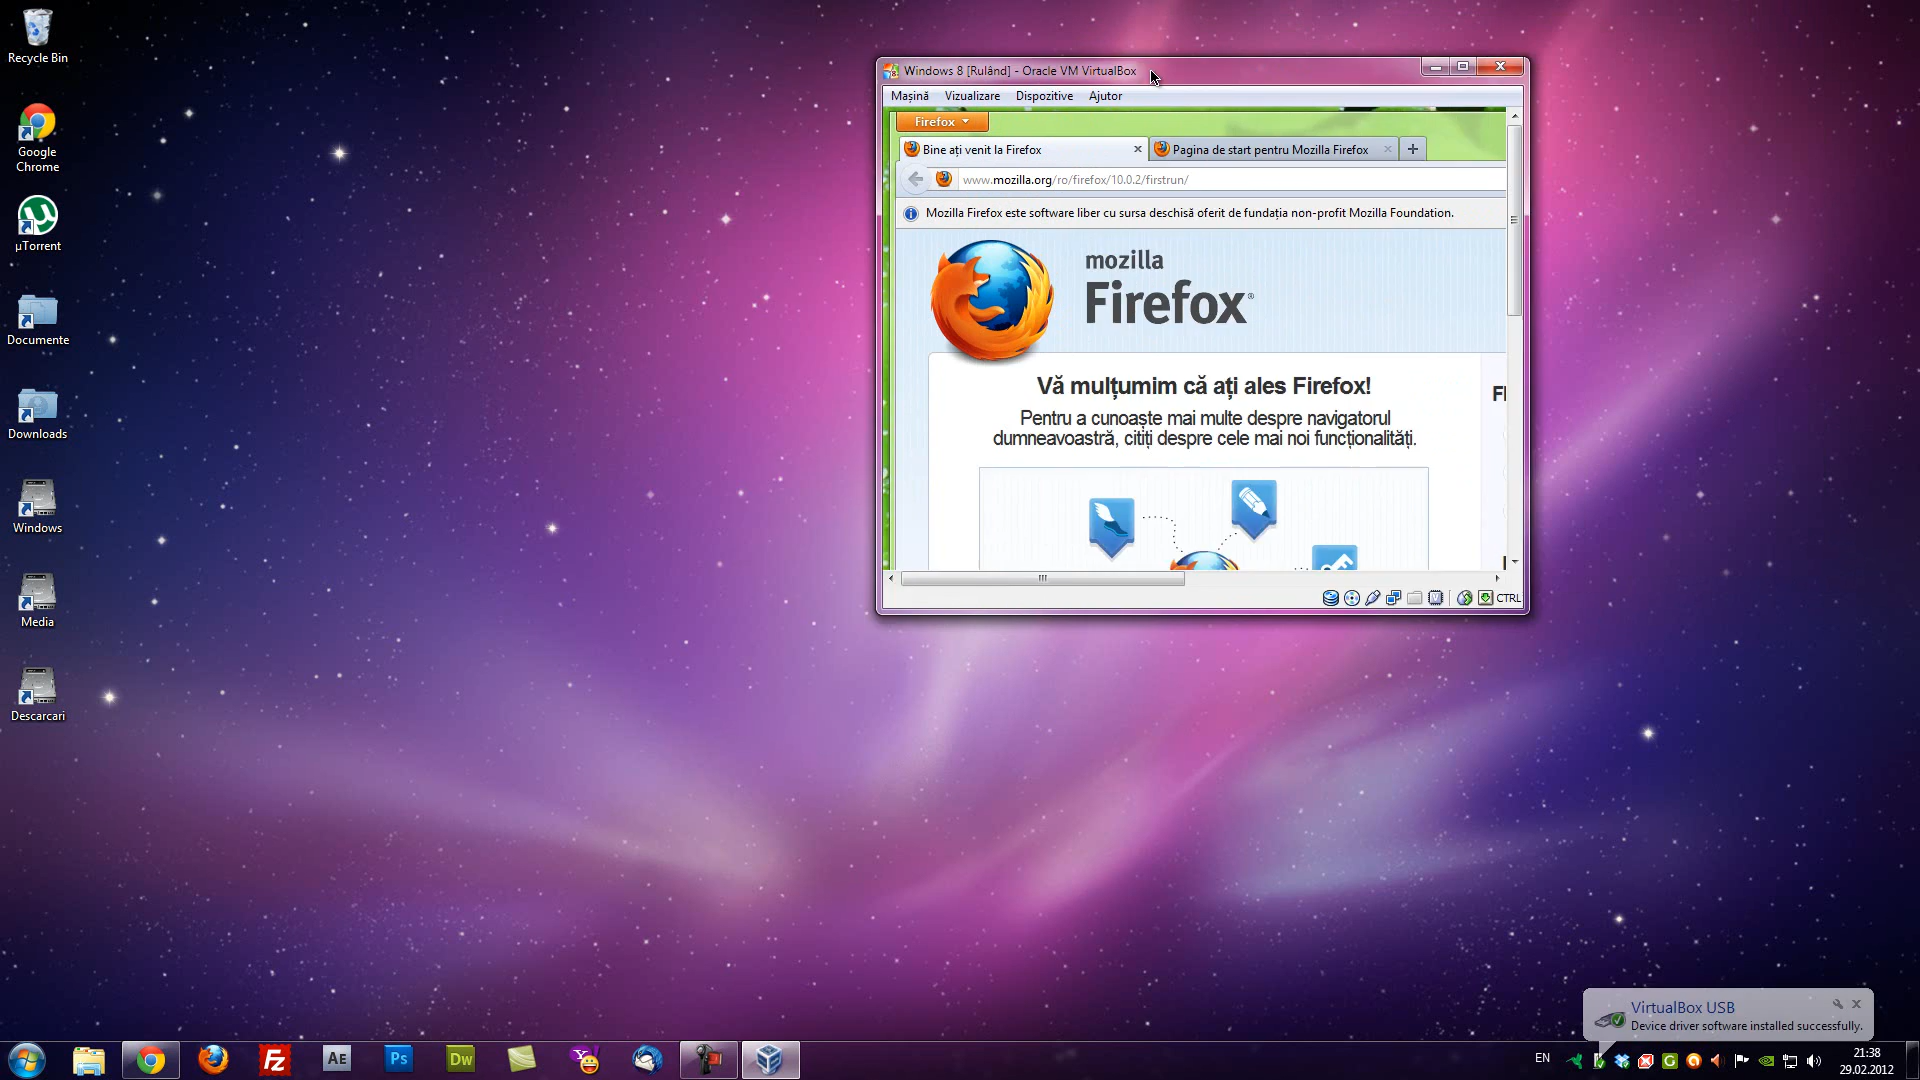 Recycle Bin
Google
Chrome
µTorrent
Documente
Downloads
Windows
Media
Descarcari
Windows 8 [Rulând] - Oracle VM VirtualBox
Mașină Vizualizare Dispozitive Ajutor
Firefox
Bine ați venit la Firefox
Pagina de start pentru Mozilla Firefox
www.mozilla.org/ro/firefox/10.0.2/firstrun/
Mozilla Firefox este software liber cu sursa deschisă oferit de fundația non-profit Mozilla Foundation.
mozilla
Firefox
Vă mulțumim că ați ales Firefox!
Pentru a cunoaște mai multe despre navigatorul
dumneavoastră, citiți despre cele mai noi funcționalități.
CTRL
VirtualBox USB
Device driver software installed successfully.
Fz
AE
Ps
Dw
EN
21:38
29.02.2012